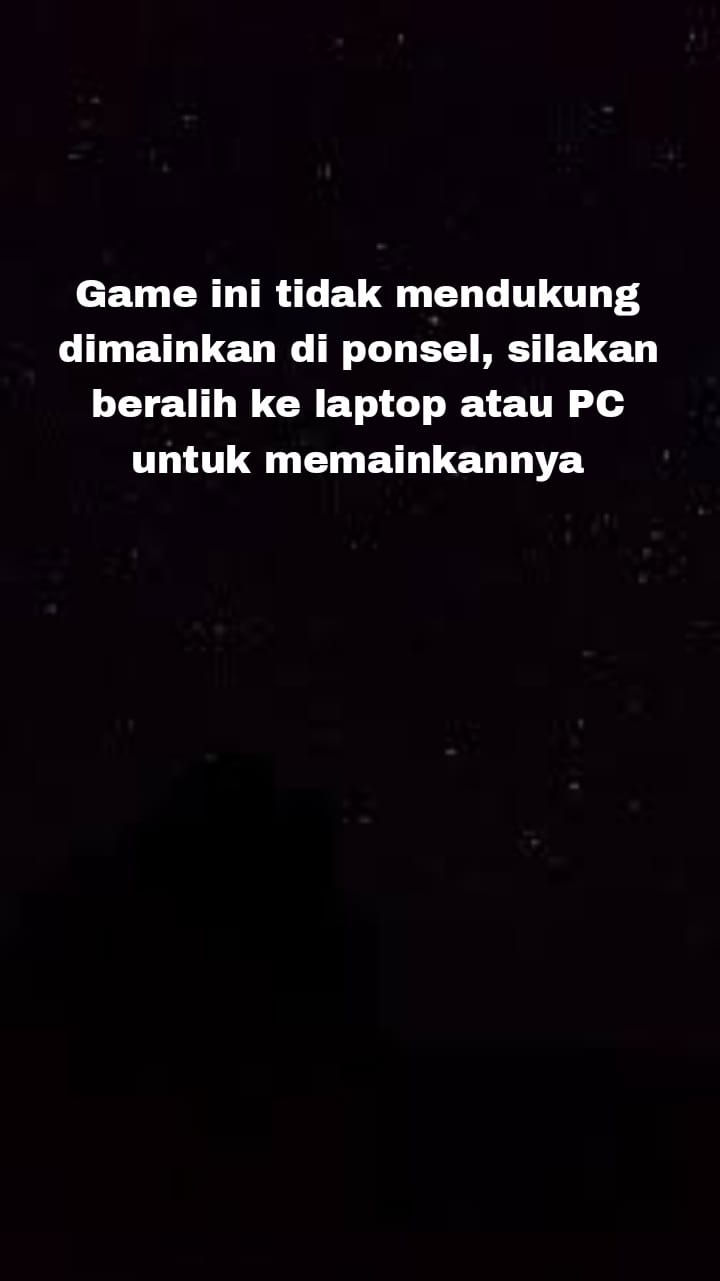 Game ini tidak mendukung
dimainkan di ponsel, silakan
beralih ke laptop atau PC
untuk memainkannya